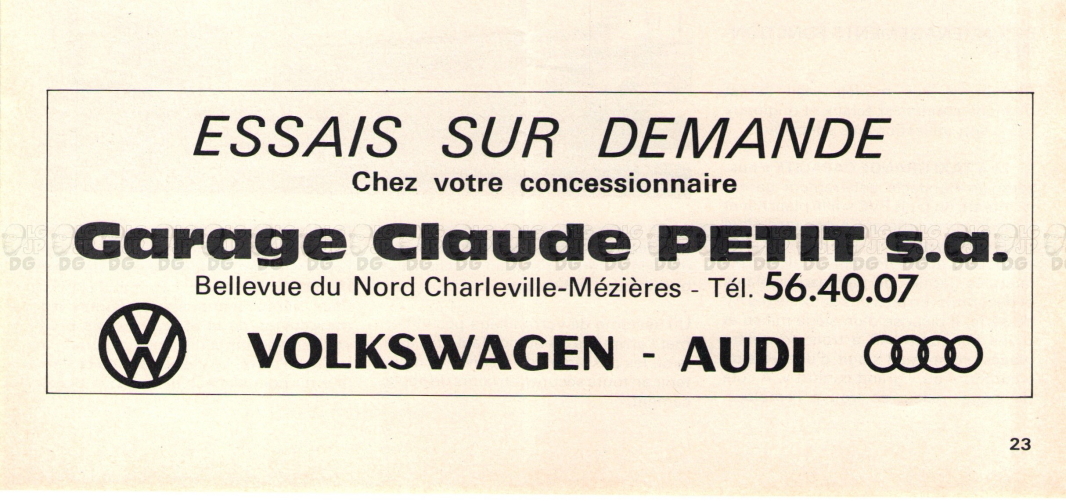 ESSAIS SUR DEMANDE
Chez votre concessionnaire
Garage Claude PETIT s.a.
Bellevue du Nord Charleville-Mézières - Tél. 56.40.07
VOLKSWAGEN - AUDI
23